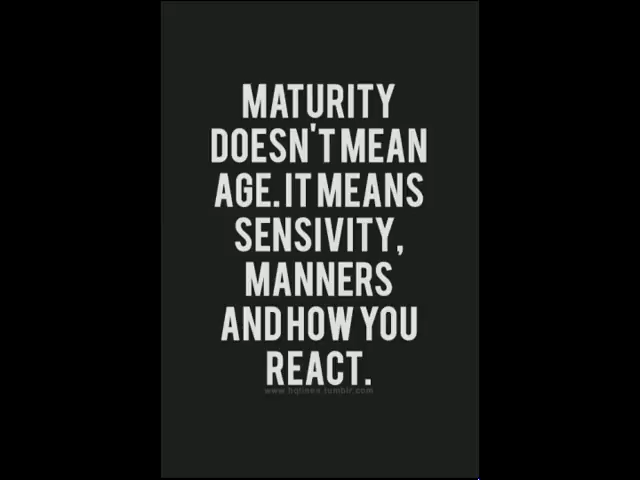 MATURITY
DOESN'T MEAN
AGE. IT MEANS
SENSIVITY,
MANNERS
AND HOW YOU
REACT.